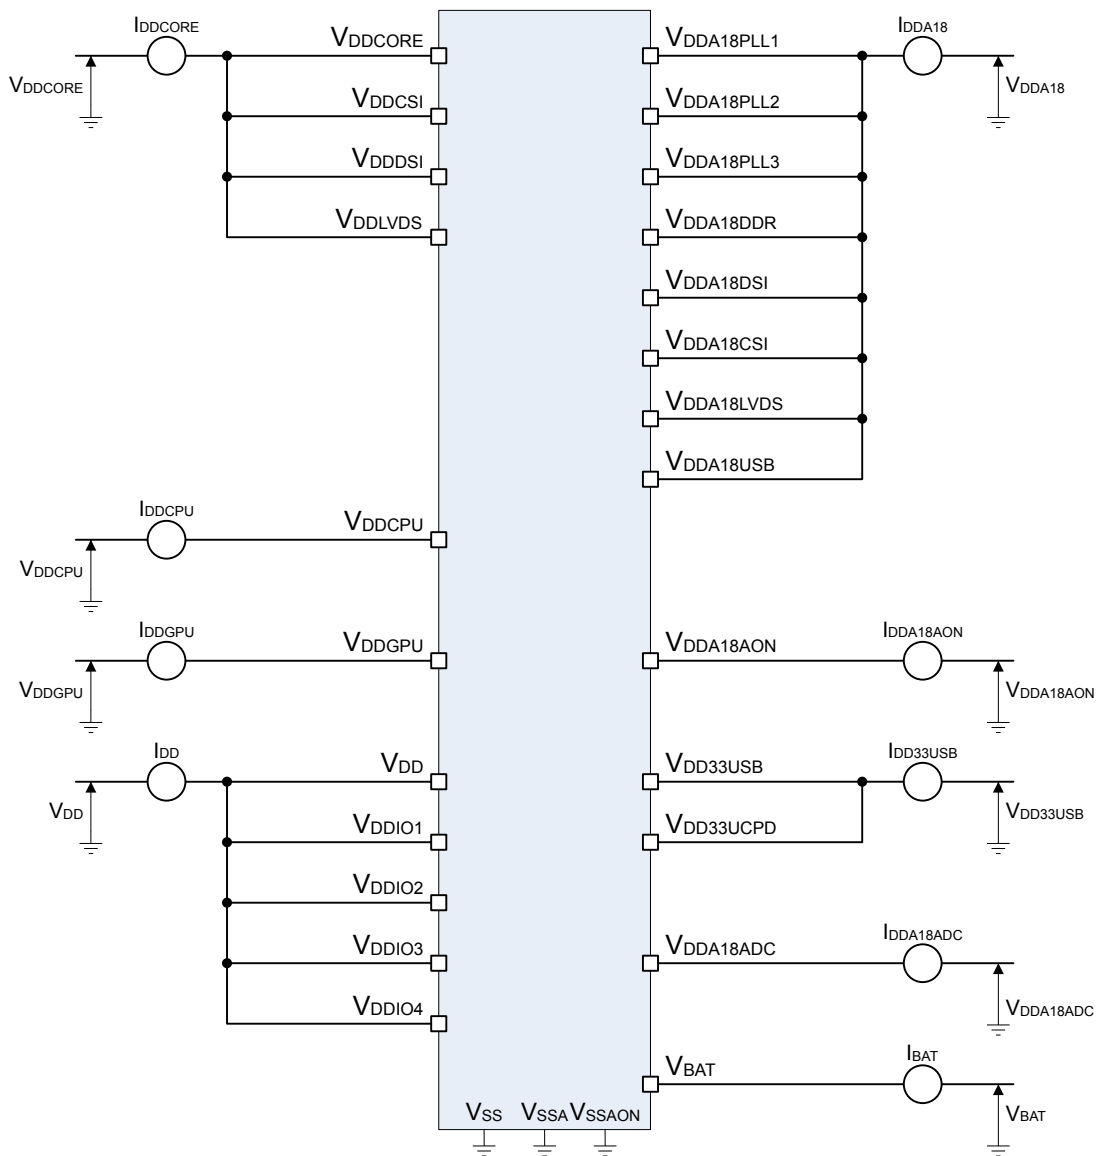 IDDCORE
VDDCORE
VDDCORE
VDDCSI
VDDDSI
VDDLVDS
IDDCPU
VDDCPU
VDDCPU
IDDGPU
VDDGPU
VDDGPU
IDD
VDD
VDD
VDDIO1
VDDIO2
VDDIO3
VDDIO4
VDDA18PLL1
IDDA18
VDDA18
VDDA18PLL2
VDDA18PLL3
VDDA18DDR
VDDA18DSI
VDDA18CSI
VDDA18LVDS
VDDA18USB
VDDA18AON
IDDA18AON
VDDA18AON
VDD33USB
IDD33USB
VDD33USB
VDD33UCPD
VDDA18ADC
IDDA18ADC
VDDA18ADC
VBAT
IBAT
VBAT
VSS VSSA VSSAON